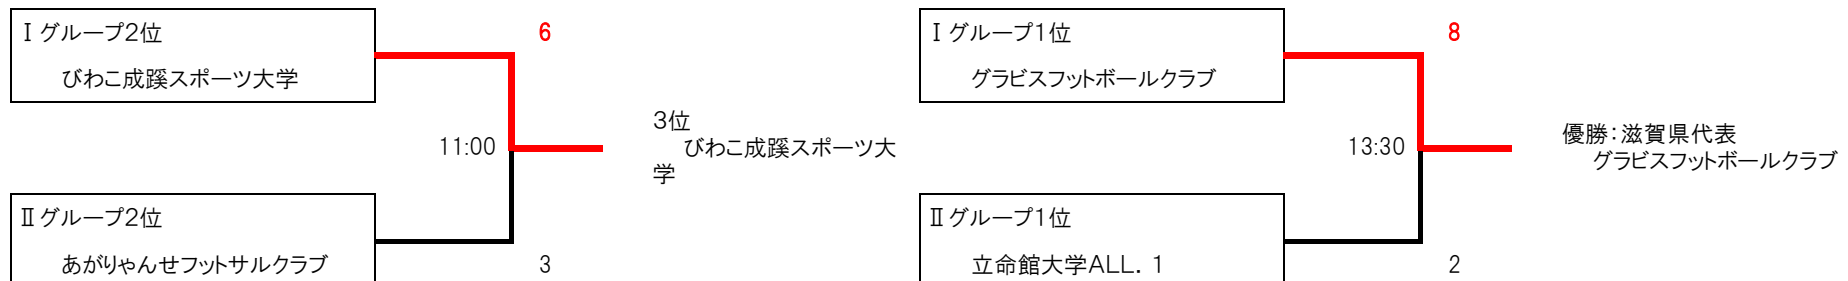 Ⅰグループ2位
6
びわこ成蹊スポーツ大学
11:00
3位
びわこ成蹊スポーツ大
学
Ⅱグループ2位
あがりゃんせフットサルクラブ
3
Ⅰグループ1位
8
グラビスフットボールクラブ
13:30
優勝：滋賀県代表
グラビスフットボールクラブ
Ⅱグループ1位
立命館大学ALL．1
2